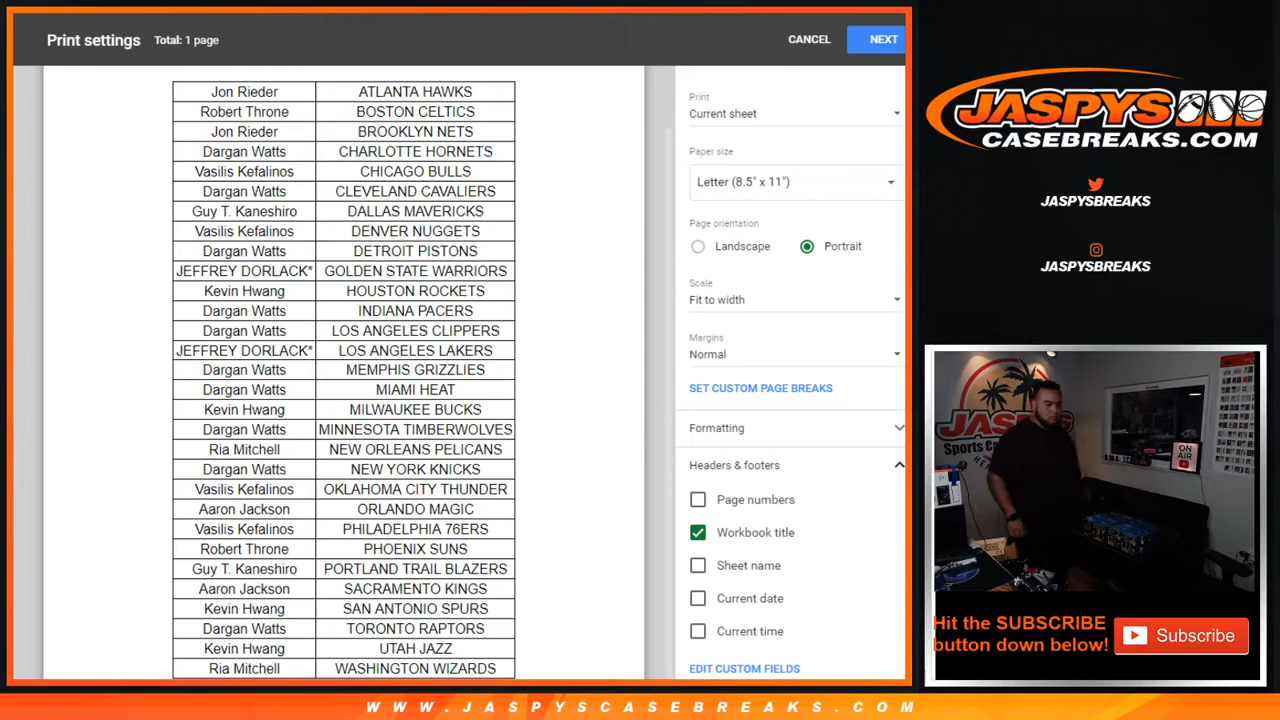 Print settings Total: 1 page CANCEL NEXT
Jon Rieder ATLANTA HAWKS
Robert Throne BOSTON CELTICS
Jon Rieder BROOKLYN NETS
Dargan Watts CHARLOTTE HORNETS
Vasilis Kefalinos CHICAGO BULLS
Dargan Watts CLEVELAND CAVALIERS
Guy T. Kaneshiro DALLAS MAVERICKS
Vasilis Kefalinos DENVER NUGGETS
Dargan Watts DETROIT PISTONS
JEFFREY DORLACK* GOLDEN STATE WARRIORS
Kevin Hwang HOUSTON ROCKETS
Dargan Watts INDIANA PACERS
Dargan Watts LOS ANGELES CLIPPERS
JEFFREY DORLACK* LOS ANGELES LAKERS
Dargan Watts MEMPHIS GRIZZLIES
Dargan Watts MIAMI HEAT
Kevin Hwang MILWAUKEE BUCKS
Dargan Watts MINNESOTA TIMBERWOLVES
Ria Mitchell NEW ORLEANS PELICANS
Dargan Watts NEW YORK KNICKS
Vasilis Kefalinos OKLAHOMA CITY THUNDER
Aaron Jackson ORLANDO MAGIC
Vasilis Kefalinos PHILADELPHIA 76ERS
Robert Throne PHOENIX SUNS
Guy T. Kaneshiro PORTLAND TRAIL BLAZERS
Aaron Jackson SACRAMENTO KINGS
Kevin Hwang SAN ANTONIO SPURS
Dargan Watts TORONTO RAPTORS
Kevin Hwang UTAH JAZZ
Ria Mitchell WASHINGTON WIZARDS
Print
Current sheet
Paper size
Letter (8.5" x 11")
Page orientation
Landscape Portrait
Scale
Fit to width
Margins
Normal
SET CUSTOM PAGE BREAKS
Formatting
Headers & footers
Page numbers
Workbook title
Sheet name
Current date
Current time
EDIT CUSTOM FIELDS
JASPYS
CASEBREAKS.COM
JASPYSBREAKS
JASPYSBREAKS
JASPYS
Sports Ca
ON
AIR
Hit the SUBSCRIBE
button down below!
Subscribe
WWW.JASPYSCASEBREAKS.COM